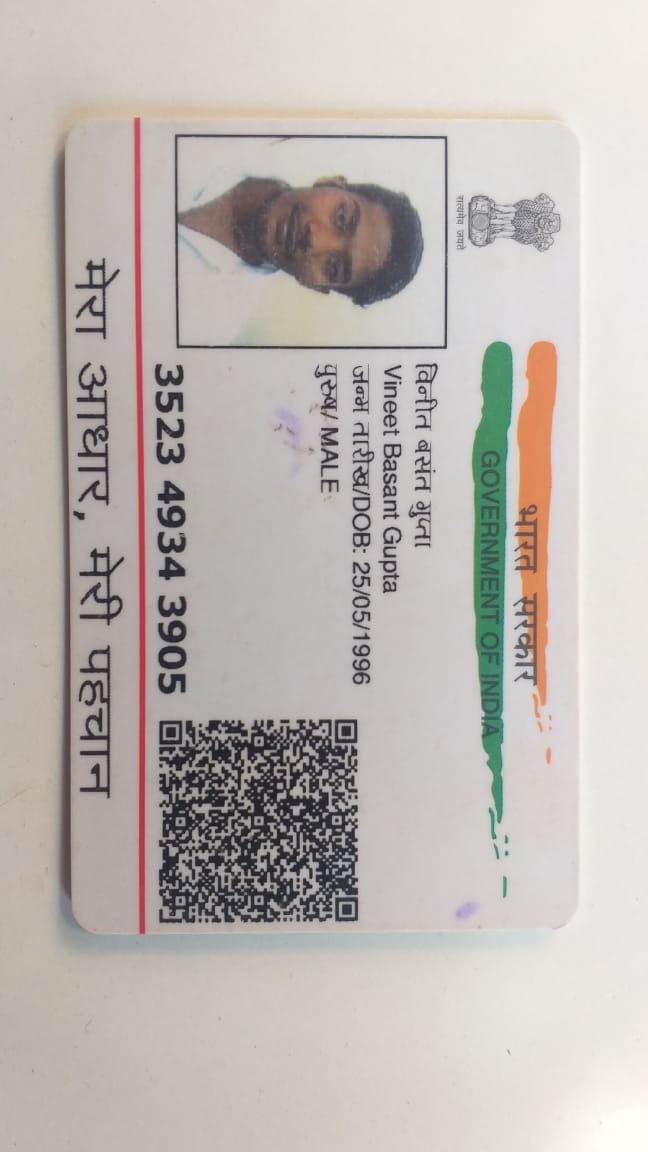 सत्यमेव जयते
भारत सरकार
GOVERNMENT OF INDIA
विनीत बसंत गुप्ता
Vineet Basant Gupta
जन्म तारीख/DOB: 25/05/1996
पुरुष/ MALE
3523 4934 3905
मेरा आधार, मेरी पहचान